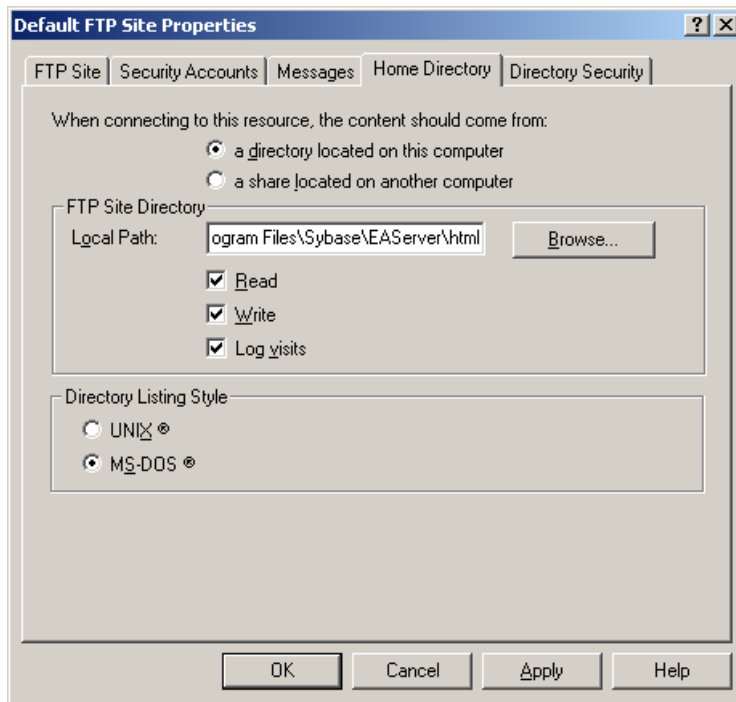 Default FTP Site Properties
FTP Site Security Accounts Messages Home Directory Directory Security
When connecting to this resource, the content should come from:
a directory located on this computer
a share located on another computer
FTP Site Directory
Local Path: ogram Files\Sybase\EAServer\html Browse...
Read
Write
Log visits
Directory Listing Style
UNIX ®
MS-DOS ®
OK Cancel Apply Help